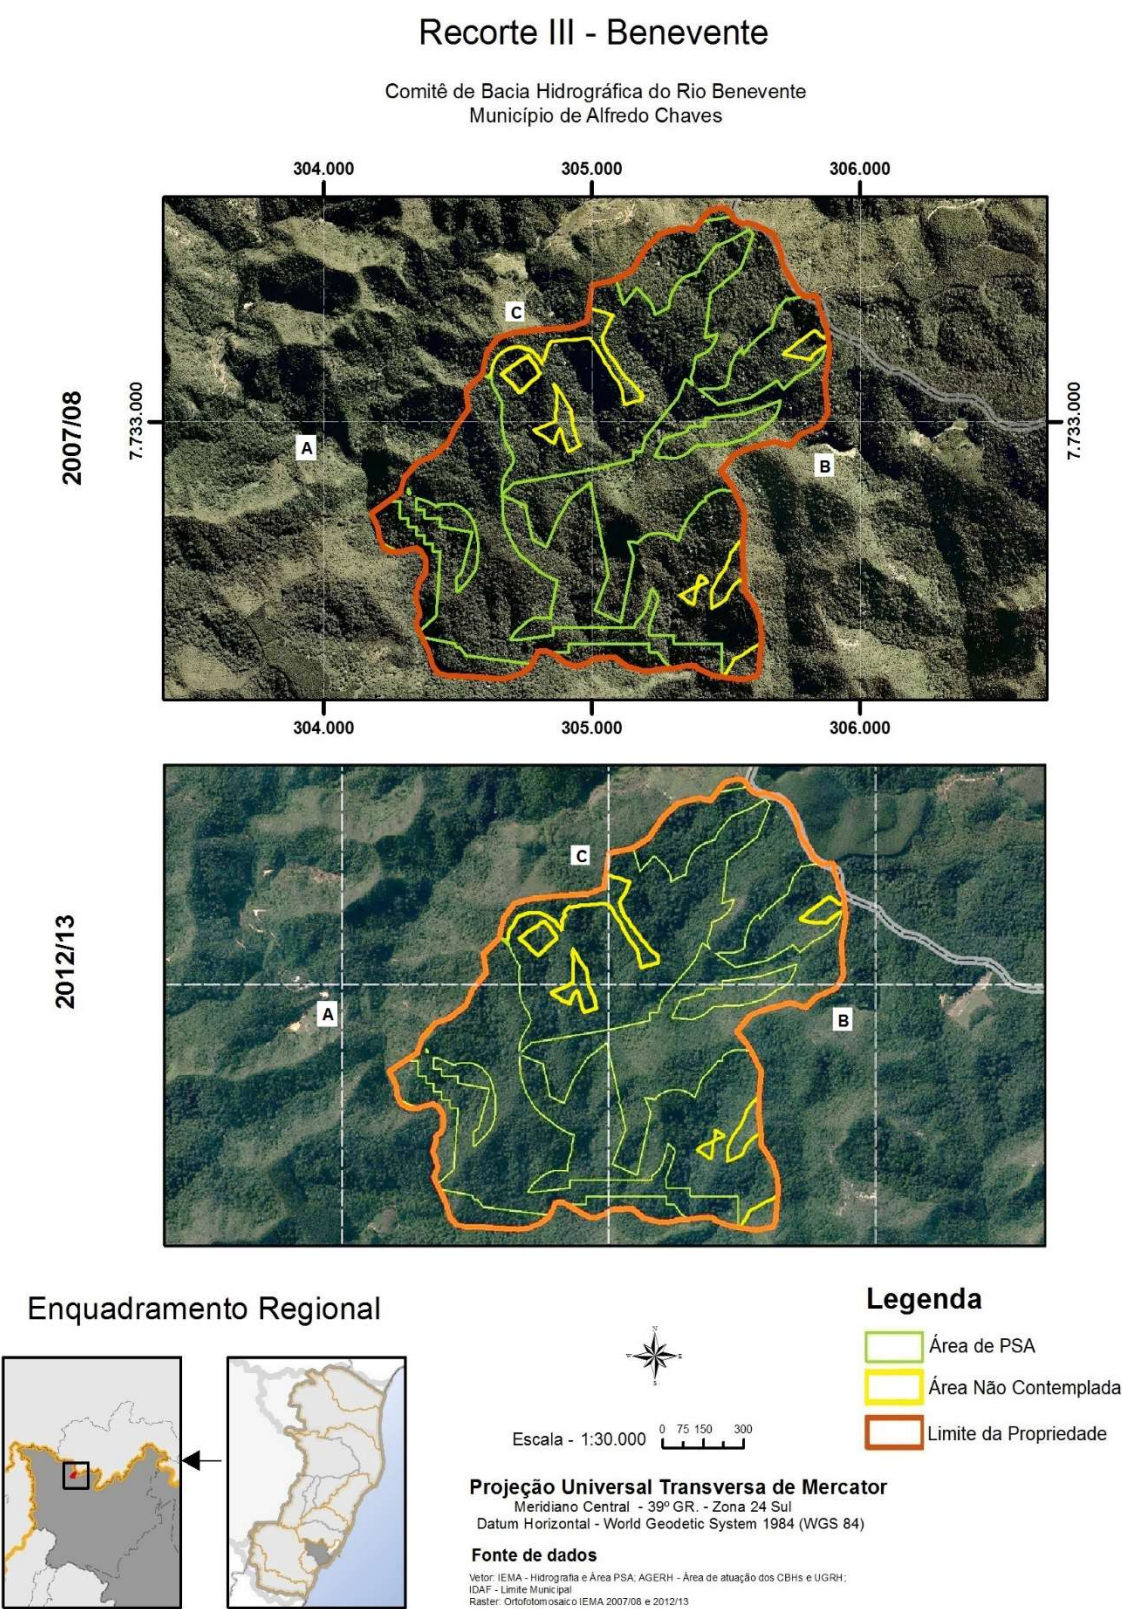 Recorte III - Benevente
Comitê de Bacia Hidrográfica do Rio Benevente
Município de Alfredo Chaves
304.000 305.000 306.000
2007/08
7.733.000
C
A
B
7.733.000
304.000 305.000 306.000
2012/13
C
A
B
Enquadramento Regional
N
S
Escala - 1:30.000
0 75 150 300
Legenda
Área de PSA
Área Não Contemplada
Limite da Propriedade
Projeção Universal Transversa de Mercator
Meridiano Central - 39º GR. - Zona 24 Sul
Datum Horizontal - World Geodetic System 1984 (WGS 84)
Fonte de dados
Vetor: IEMA - Hidrografia e Área PSA; AGERH - Área de atuação dos CBHs e UGRH;
IDAF - Limite Municipal
Raster: Ortofotomosaico IEMA 2007/08 e 2012/13